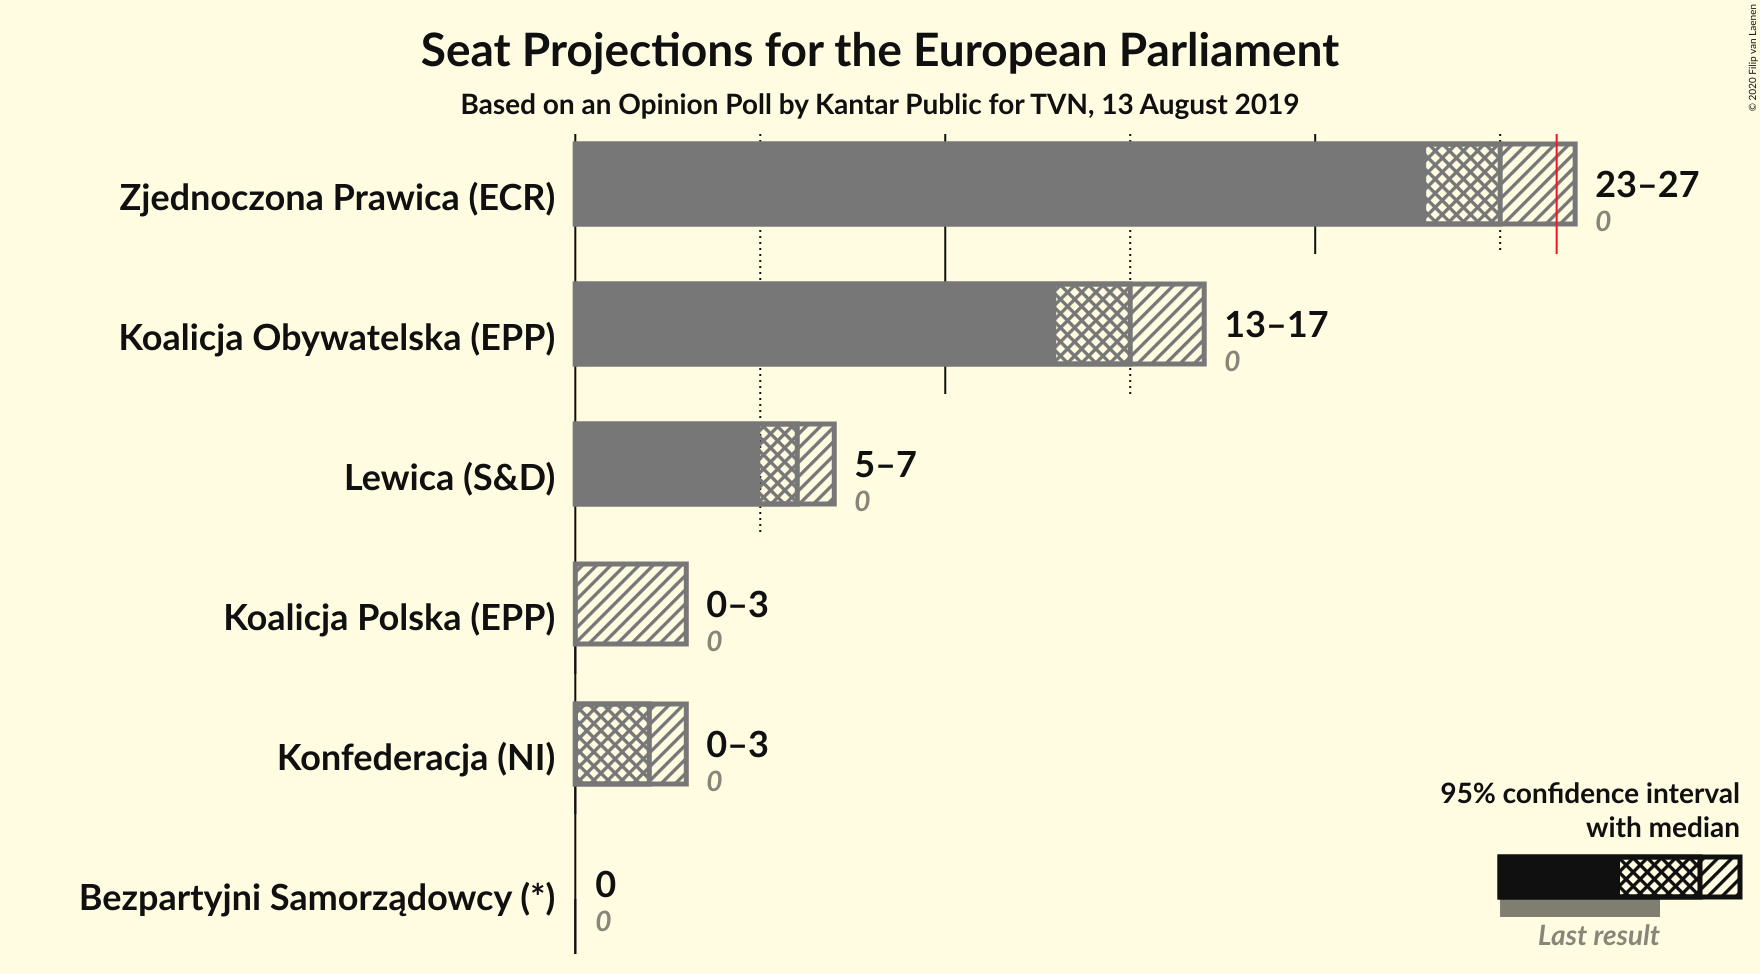 Seat Projections for the European Parliament
Based on an Opinion Poll by Kantar Public for TVN, 13 August 2019
© 2020 Filip van Laenen
Zjednoczona Prawica (ECR)
23–27
0
Koalicja Obywatelska (EPP)
13–17
0
Lewica (S&D)
5–7
0
Koalicja Polska (EPP)
0–3
0
Konfederacja (NI)
0–3
0
Bezpartyjni Samorządowcy (*)
0
0
95% confidence interval
with median
Last result